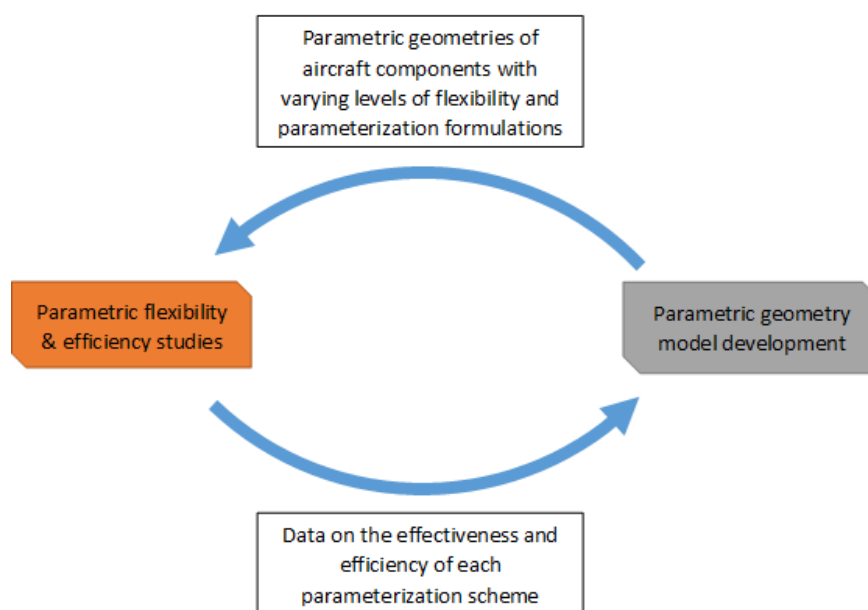 Parametric geometries of
aircraft components with
varying levels of flexibility and
parameterization formulations
Parametric flexibility
& efficiency studies
Parametric geometry
model development
Data on the effectiveness and
efficiency of each
parameterization scheme